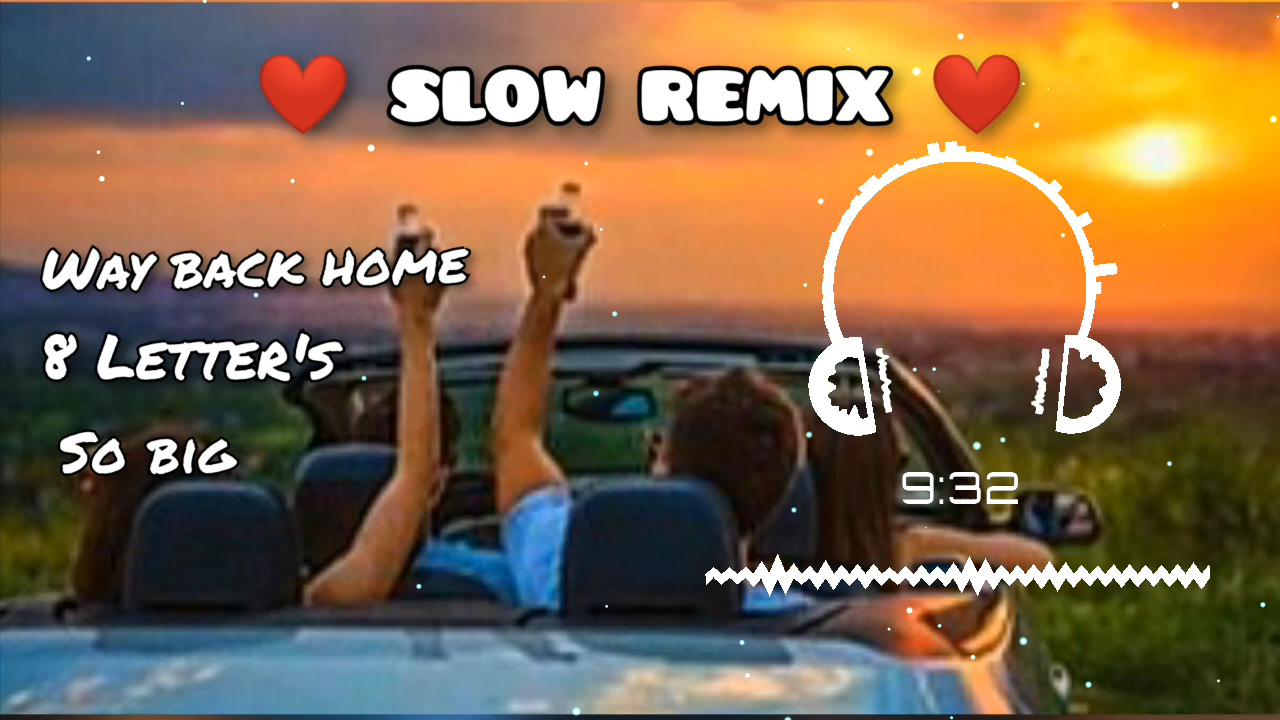 ❤️ SLOW REMIX ❤️
WAY BACK HOME
8 LETTER'S
SO BIG
9:32